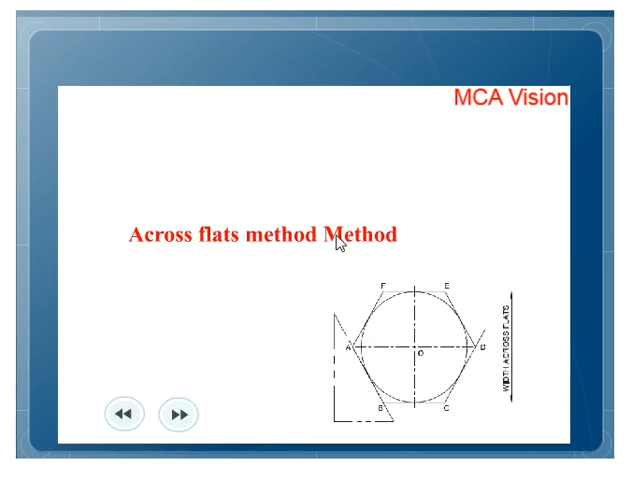 MCA Vision
Across flats method Method
F E
A O D
B C
WIDTH ACROSS FLATS